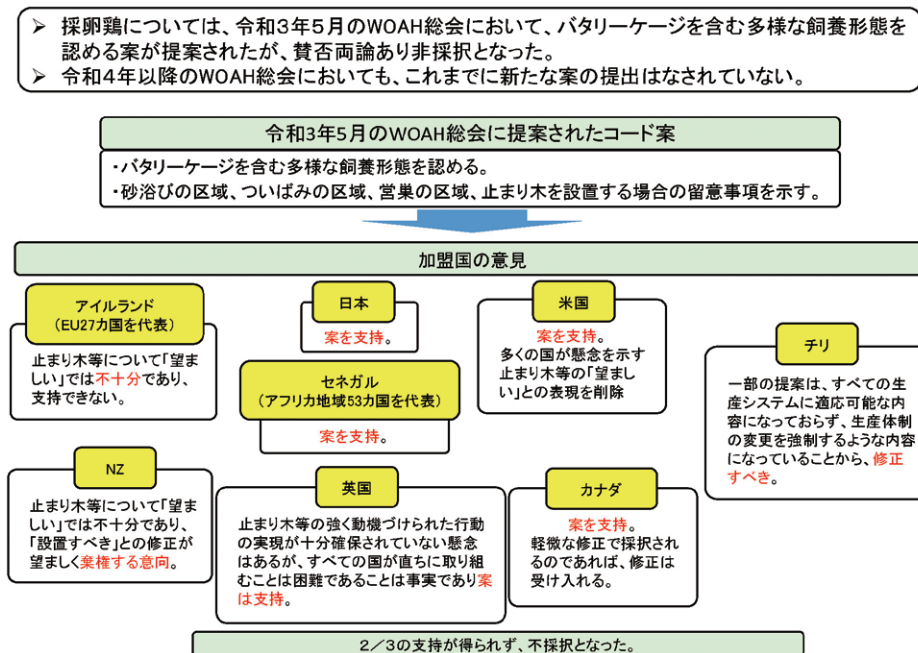 ➤ 採卵鶏については、令和3年5月のWOAH総会において、バタリーケージを含む多様な飼養形態を
認める案が提案されたが、賛否両論あり非採択となった。
➤ 令和4年以降のWOAH総会においても、これまでに新たな案の提出はなされていない。
令和3年5月のWOAH総会に提案されたコード案
・バタリーケージを含む多様な飼養形態を認める。
・砂浴びの区域、ついばみの区域、営巣の区域、止まり木を設置する場合の留意事項を示す。
加盟国の意見
アイルランド
(EU27カ国を代表)
止まり木等について「望ま
しい」では不十分であり、
支持できない。
日本
案を支持。
米国
案を支持。
多くの国が懸念を示す
止まり木等の「望まし
い」との表現を削除
チリ
一部の提案は、すべての生
産システムに適応可能な内
容になっておらず、生産体制
の変更を強制するような内容
になっていることから、修正
すべき。
セネガル
(アフリカ地域53カ国を代表)
案を支持。
NZ
止まり木等について「望ま
しい」では不十分であり、
「設置すべき」との修正が
望ましく棄権する意向。
英国
止まり木等の強く動機づけられた行動
の実現が十分確保されていない懸念
はあるが、すべての国が直ちに取り組
むことは困難であることは事実であり案
は支持。
カナダ
案を支持。
軽微な修正で採択され
るのであれば、修正は
受け入れる。
2/3の支持が得られず、不採択となった。